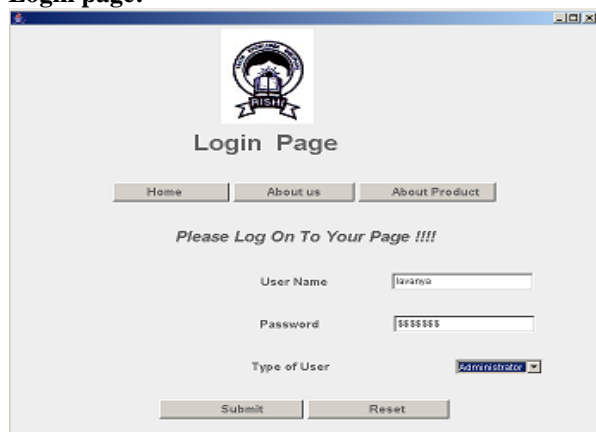 Login page:
RISHI
Login Page
Home About us About Product
Please Log On To Your Page !!!!
User Name lavanya
Password $$$$$$$
Type of User Administrator
Submit Reset